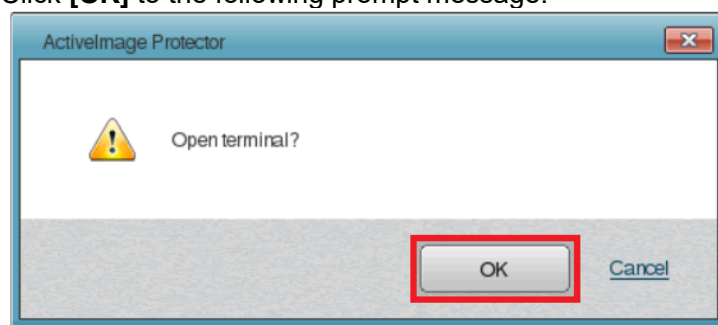 Click [OK] to the following prompt message.
ActiveImage Protector
Open terminal?
OK
Cancel